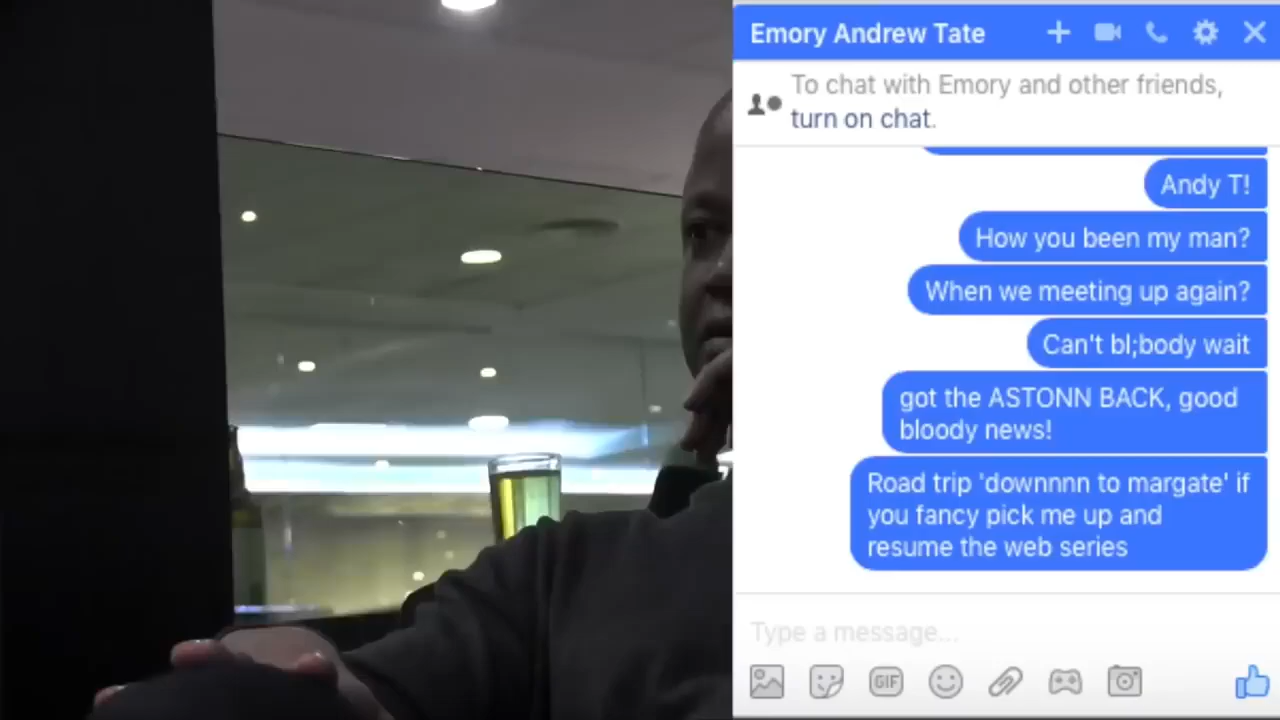 Emory Andrew Tate
To chat with Emory and other friends,
turn on chat.
Andy T!
How you been my man?
When we meeting up again?
Can't bl;body wait
got the ASTONN BACK, good
bloody news!
Road trip 'downnnn to margate' if
you fancy pick me up and
resume the web series
Type a message...
GIF